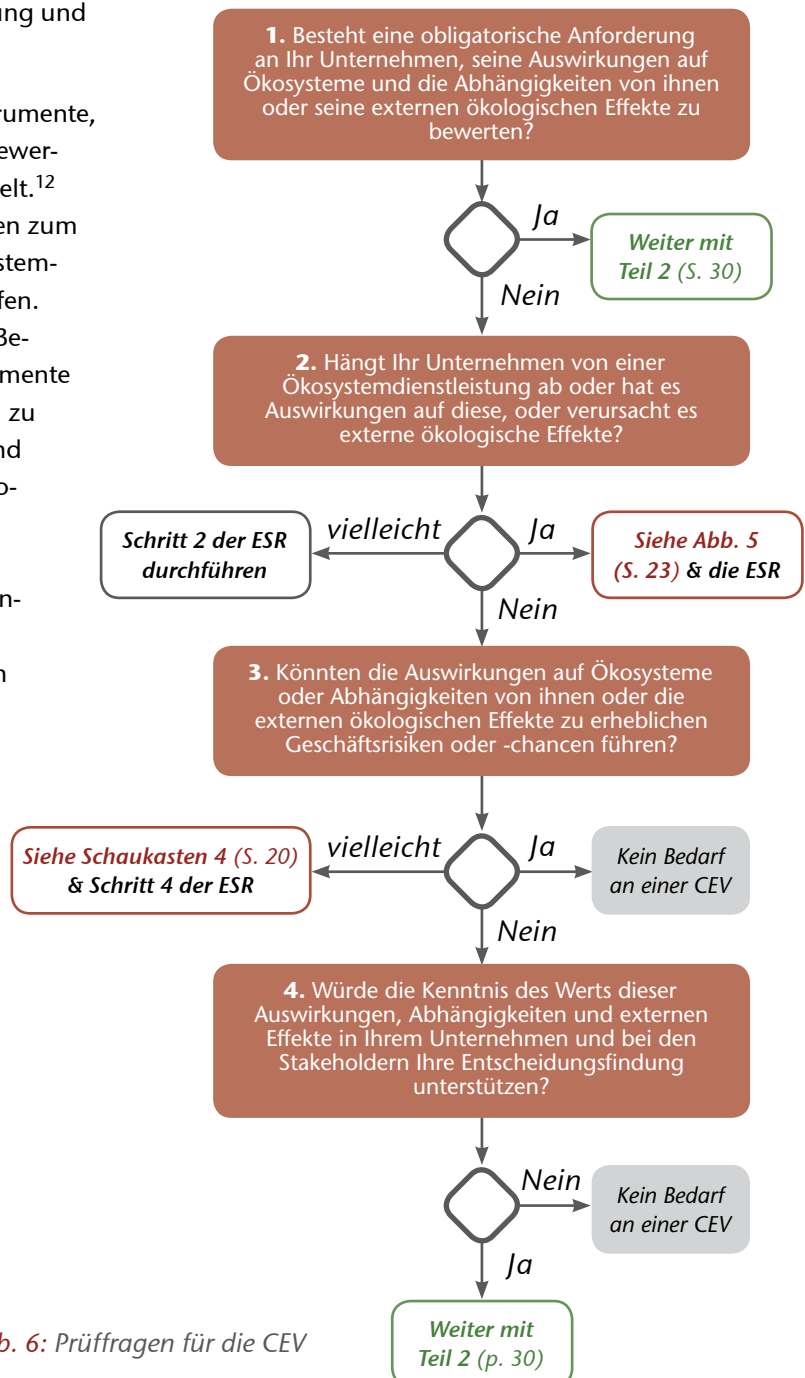 ung und
rumente,
ewer-
elt.12
en zum
stem-
fen.
Be-
mente
zu
nd
o-
n-
n
1. Besteht eine obligatorische Anforderung
an Ihr Unternehmen, seine Auswirkungen auf
Ökosysteme und die Abhängigkeiten von ihnen
oder seine externen ökologischen Effekte zu
bewerten?
Ja
Weiter mit
Teil 2 (S. 30)
Nein
2. Hängt Ihr Unternehmen von einer
Ökosystemdienstleistung ab oder hat es
Auswirkungen auf diese, oder verursacht es
externe ökologische Effekte?
vielleicht
Schritt 2 der ESR
durchführen
Ja
Siehe Abb. 5
(S. 23) & die ESR
Nein
3. Könnten die Auswirkungen auf Ökosysteme
oder Abhängigkeiten von ihnen oder die
externen ökologischen Effekte zu erheblichen
Geschäftsrisiken oder -chancen führen?
vielleicht
Siehe Schaukasten 4 (S. 20)
& Schritt 4 der ESR
Ja
Kein Bedarf
an einer CEV
Nein
4. Würde die Kenntnis des Werts dieser
Auswirkungen, Abhängigkeiten und externen
Effekte in Ihrem Unternehmen und bei den
Stakeholdern Ihre Entscheidungsfindung
unterstützen?
Nein
Kein Bedarf
an einer CEV
Ja
Weiter mit
Teil 2 (p. 30)
b. 6: Prüffragen für die CEV